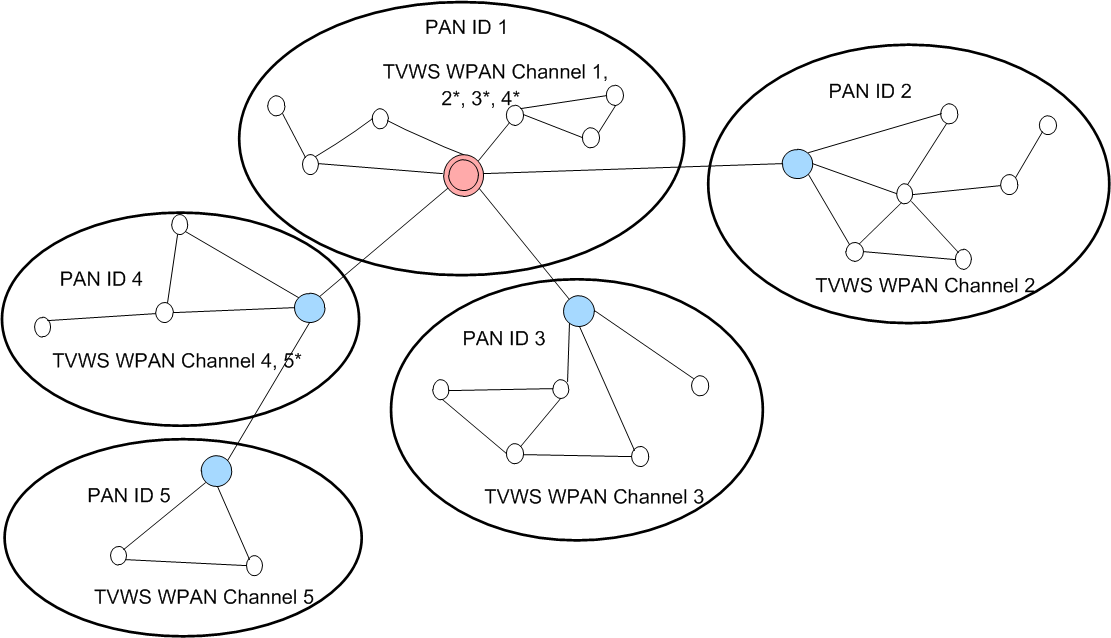 PAN ID 1
TVWS WPAN Channel 1,
2*, 3*, 4*
PAN ID 2
TVWS WPAN Channel 2
PAN ID 4
TVWS WPAN Channel 4, 5*
PAN ID 3
TVWS WPAN Channel 3
PAN ID 5
TVWS WPAN Channel 5